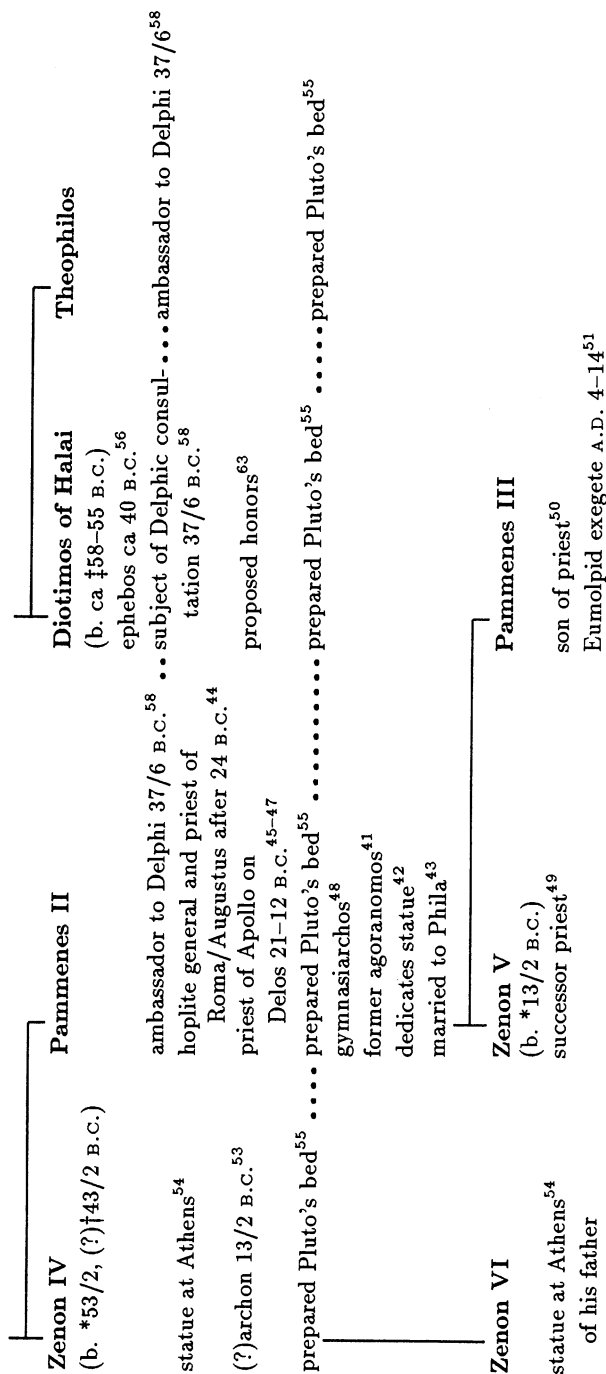 Zenon IV
(b. *53/2, (?)†43/2 B.C.)
statue at Athens⁵⁴
(?)archon 13/2 B.C.⁵³
prepared Pluto's bed⁵⁵ ....
Pammenes II
ambassador to Delphi 37/6 B.C.⁵⁸ ..
hoplite general and priest of
Roma/Augustus after 24 B.C.⁴⁴
priest of Apollo on
Delos 21–12 B.C.⁴⁵⁻⁴⁷
prepared Pluto's bed⁵⁵ ...........
gymnasiarchos⁴⁸
former agoranomos⁴¹
dedicates statue⁴²
married to Phila⁴³
Diotimos of Halai
(b. ca ‡58–55 B.C.)
ephebos ca 40 B.C.⁵⁶
subject of Delphic consul-....
tation 37/6 B.C.⁵⁸
proposed honors⁶³
prepared Pluto's bed⁵⁵ .....
Theophilos
ambassador to Delphi 37/6⁵⁸
prepared Pluto's bed⁵⁵
Zenon VI
statue at Athens⁵⁴
of his father
Zenon V
(b. *13/2 B.C.)
successor priest⁴⁹
Pammenes III
son of priest⁵⁰
Eumolpid exegete A.D. 4–14⁵¹